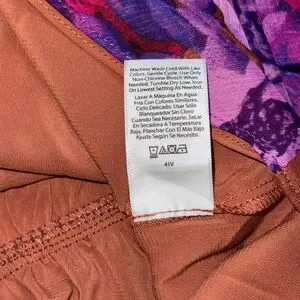 Machine Wash Cold With Like
Colors, Gentle Cycle. Use Only
Non-Chlorine Bleach When
Needed. Tumble Dry Low, Iron
On Lowest Setting As Needed.
Lavar A Máquina En Agua
Fria Con Colores Similares.
Ciclo Delicado. Usar Sólo
Blanqueador Sin Cloro
Cuando Sea Necesario. Secar
En Secadora A Temperatura
Baja. Planchar Con El Más Bajo
Ajuste Según Se Necesite.
41V